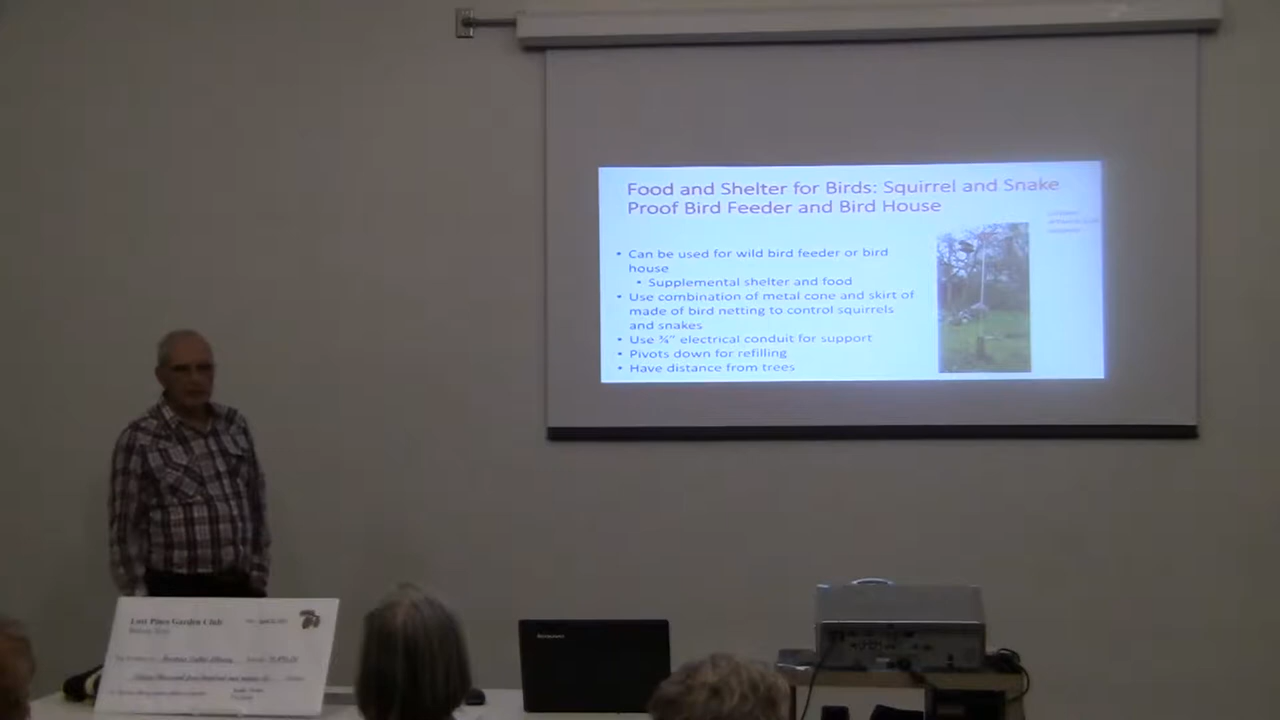 Food and Shelter for Birds: Squirrel and Snake
Proof Bird Feeder and Bird House
• Can be used for wild bird feeder or bird
house
• Supplemental shelter and food
• Use combination of metal cone and skirt of
made of bird netting to control squirrels
and snakes
• Use ¾" electrical conduit for support
• Pivots down for refilling
• Have distance from trees
Lost Pines Garden Club
lenovo